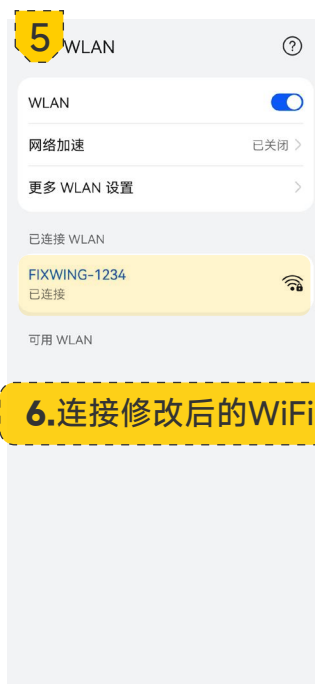 5
WLAN
WLAN
网络加速 已关闭
更多 WLAN 设置
已连接 WLAN
FIXWING-1234
已连接
可用 WLAN
6.连接修改后的WiFi